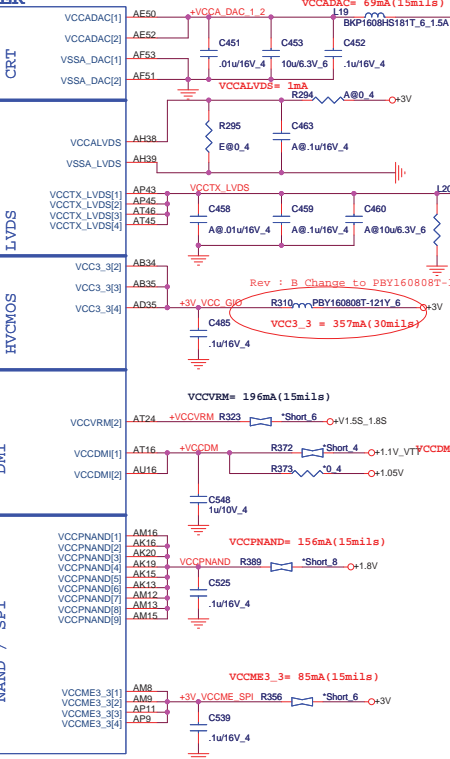 VCCADAC= 69mA(15mils)
VCCADAC[1] AE50 +VCCA_DAC_1_2 L19
BKP1608HS181T_6_1.5A
VCCADAC[2] AE52
VSSA_DAC[1] AF53
VSSA_DAC[2] AF51
CRT
C451 C453 C452
.01u/16V_4 10u/6.3V_6 .1u/16V_4
VCCALVDS= 1mA
R294 A@0_4 +3V
R295 C463
E@0_4 A@.1u/16V_4
VCCALVDS AH38
VSSA_LVDS AH39
LVDS
VCCTX_LVDS[1] AP43 VCCTX_LVDS L20
VCCTX_LVDS[2] AP45
VCCTX_LVDS[3] AT46
VCCTX_LVDS[4] AT45
C458 C459 C460
A@.01u/16V_4 A@.1u/16V_4 A@10u/6.3V_6
HVCMOS
VCC3_3[2] AB34
VCC3_3[3] AB35
VCC3_3[4] AD35
Rev : B Change to PBY160808T-
+3V_VCC_GIO R310 PBY160808T-121Y_6 +3V
VCC3_3 = 357mA(30mils)
C485
.1u/16V_4
DMI
VCCVRM= 196mA(15mils)
VCCVRM[2] AT24 +VCCVRM R323 *Short_6 +V1.5S_1.8S
VCCDMI[1] AT16 +VCCDM R372 *Short_4 +1.1V_VTT VCCDM
VCCDMI[2] AU16 R373 *0_4 +1.05V
C548
1u/10V_4
NAND / SPI
VCCPNAND[1] AM16
VCCPNAND[2] AK16
VCCPNAND[3] AK20
VCCPNAND[4] AK19
VCCPNAND[5] AK15
VCCPNAND[6] AK13
VCCPNAND[7] AM12
VCCPNAND[8] AM13
VCCPNAND[9] AM15
VCCPNAND= 156mA(15mils)
VCCPNAND R389 *Short_8 +1.8V
C525
.1u/16V_4
VCCME3_3= 85mA(15mils)
VCCME3_3[1] AM8
VCCME3_3[2] AM9 +3V_VCCME_SPI R356 *Short_6 +3V
VCCME3_3[3] AP11
VCCME3_3[4] AP9
C539
.1u/16V_4